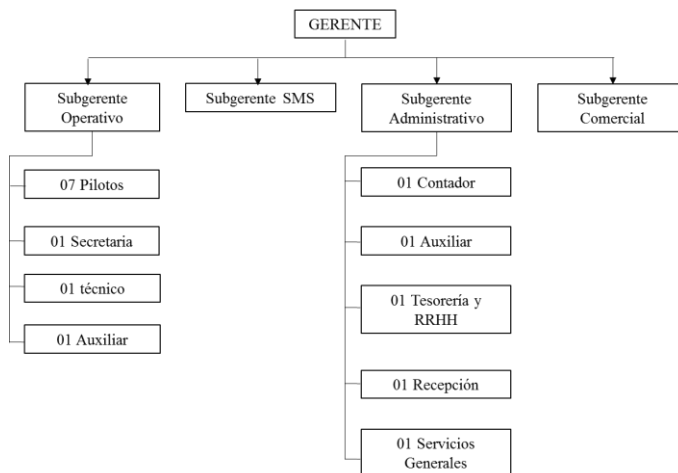 GERENTE
Subgerente
Operativo
Subgerente SMS
Subgerente
Administrativo
Subgerente
Comercial
07 Pilotos
01 Secretaria
01 técnico
01 Auxiliar
01 Contador
01 Auxiliar
01 Tesorería y
RRHH
01 Recepción
01 Servicios
Generales